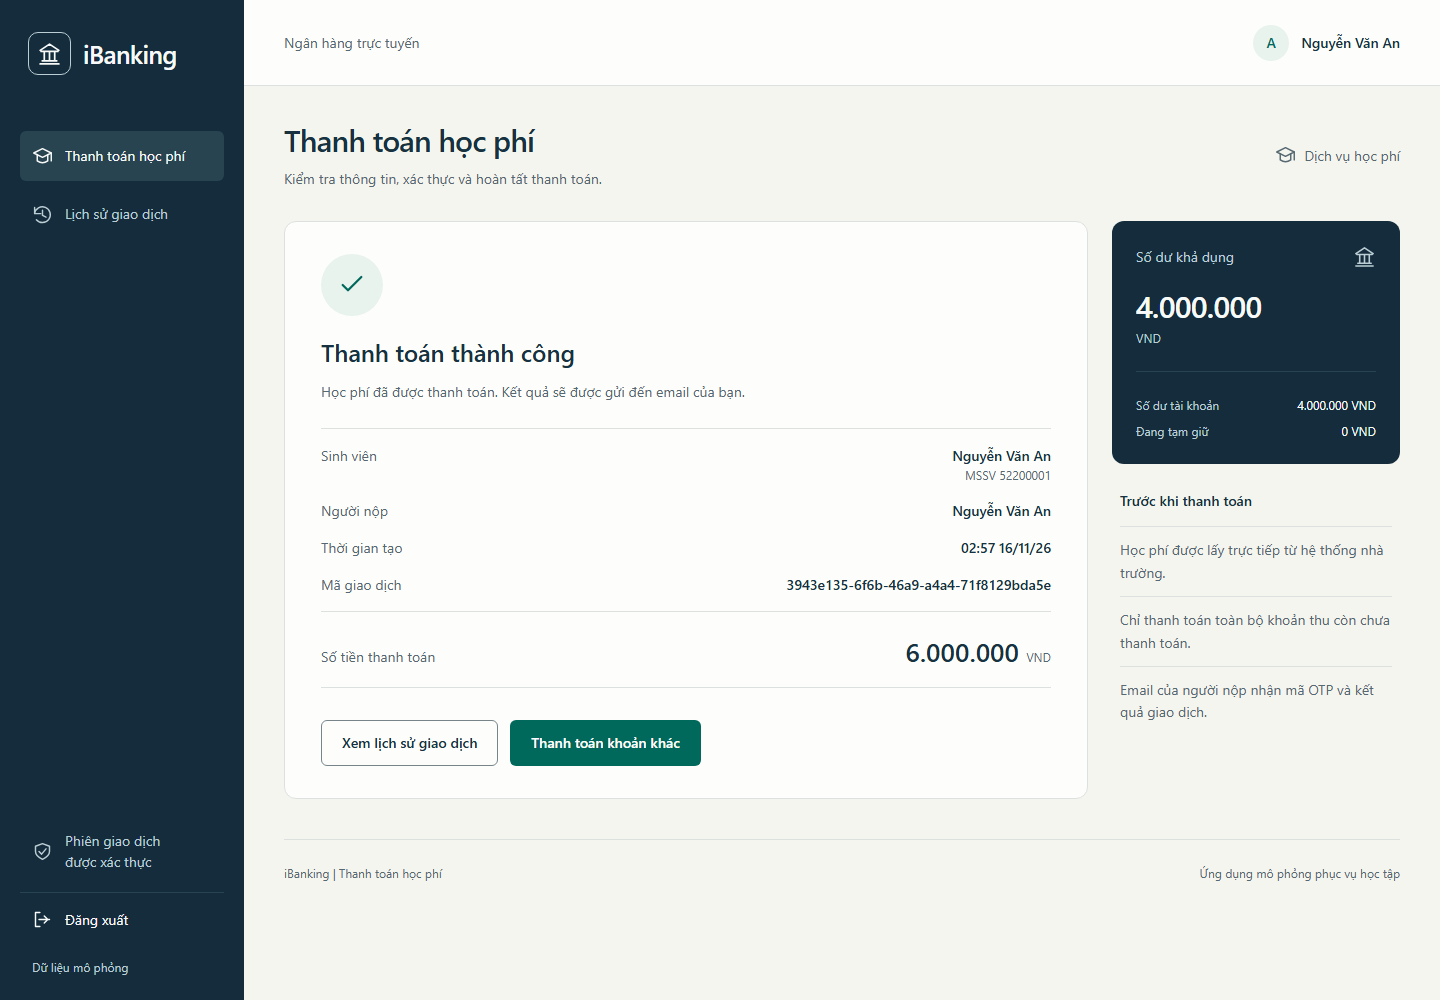 iBanking
Thanh toán học phí
Lịch sử giao dịch
Phiên giao dịch
được xác thực
Đăng xuất
Dữ liệu mô phỏng
Ngân hàng trực tuyến
A
Nguyễn Văn An
Thanh toán học phí
Kiểm tra thông tin, xác thực và hoàn tất thanh toán.
Dịch vụ học phí
Thanh toán thành công
Học phí đã được thanh toán. Kết quả sẽ được gửi đến email của bạn.
Sinh viên
Nguyễn Văn An
MSSV 52200001
Người nộp
Nguyễn Văn An
Thời gian tạo
02:57 16/11/26
Mã giao dịch
3943e135-6f6b-46a9-a4a4-71f8129bda5e
Số tiền thanh toán
6.000.000 VND
Xem lịch sử giao dịch
Thanh toán khoản khác
Số dư khả dụng
4.000.000
VND
Số dư tài khoản
4.000.000 VND
Đang tạm giữ
0 VND
Trước khi thanh toán
Học phí được lấy trực tiếp từ hệ thống nhà
trường.
Chỉ thanh toán toàn bộ khoản thu còn chưa
thanh toán.
Email của người nộp nhận mã OTP và kết
quả giao dịch.
iBanking | Thanh toán học phí
Ứng dụng mô phỏng phục vụ học tập